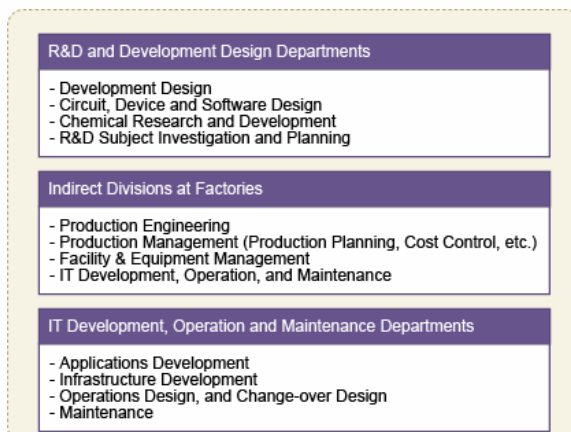 R&D and Development Design Departments
- Development Design
- Circuit, Device and Software Design
- Chemical Research and Development
- R&D Subject Investigation and Planning
Indirect Divisions at Factories
- Production Engineering
- Production Management (Production Planning, Cost Control, etc.)
- Facility & Equipment Management
- IT Development, Operation, and Maintenance
IT Development, Operation and Maintenance Departments
- Applications Development
- Infrastructure Development
- Operations Design, and Change-over Design
- Maintenance